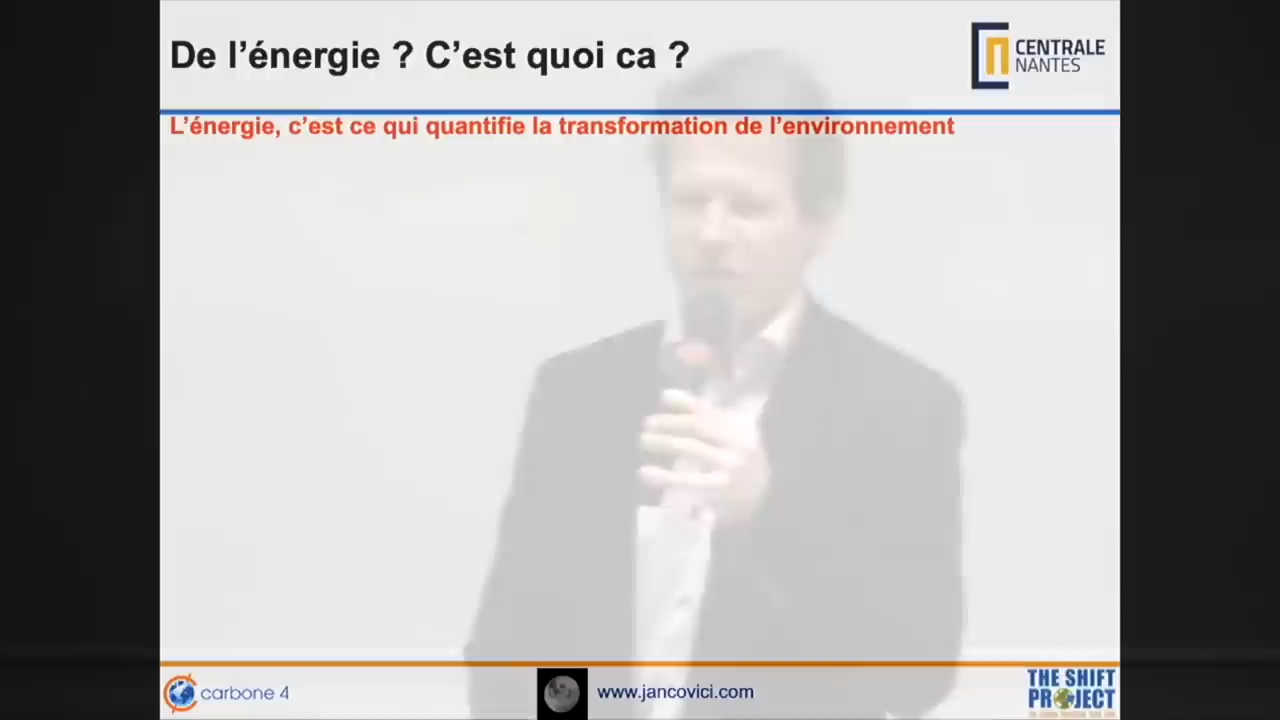 De l’énergie ? C’est quoi ca ?
CENTRALE
NANTES
L’énergie, c’est ce qui quantifie la transformation de l’environnement
carbone 4
www.jancovici.com
THE SHIFT
PROJECT